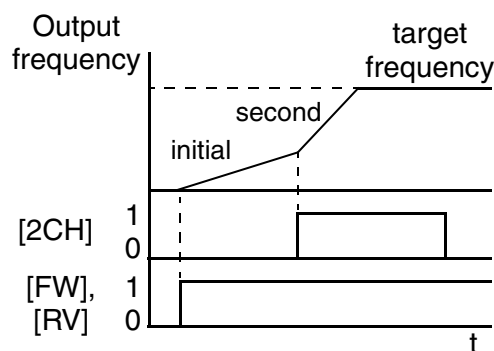 Output
frequency
target
frequency
second
initial
[2CH]
1
0
[FW],
[RV]
1
0
t